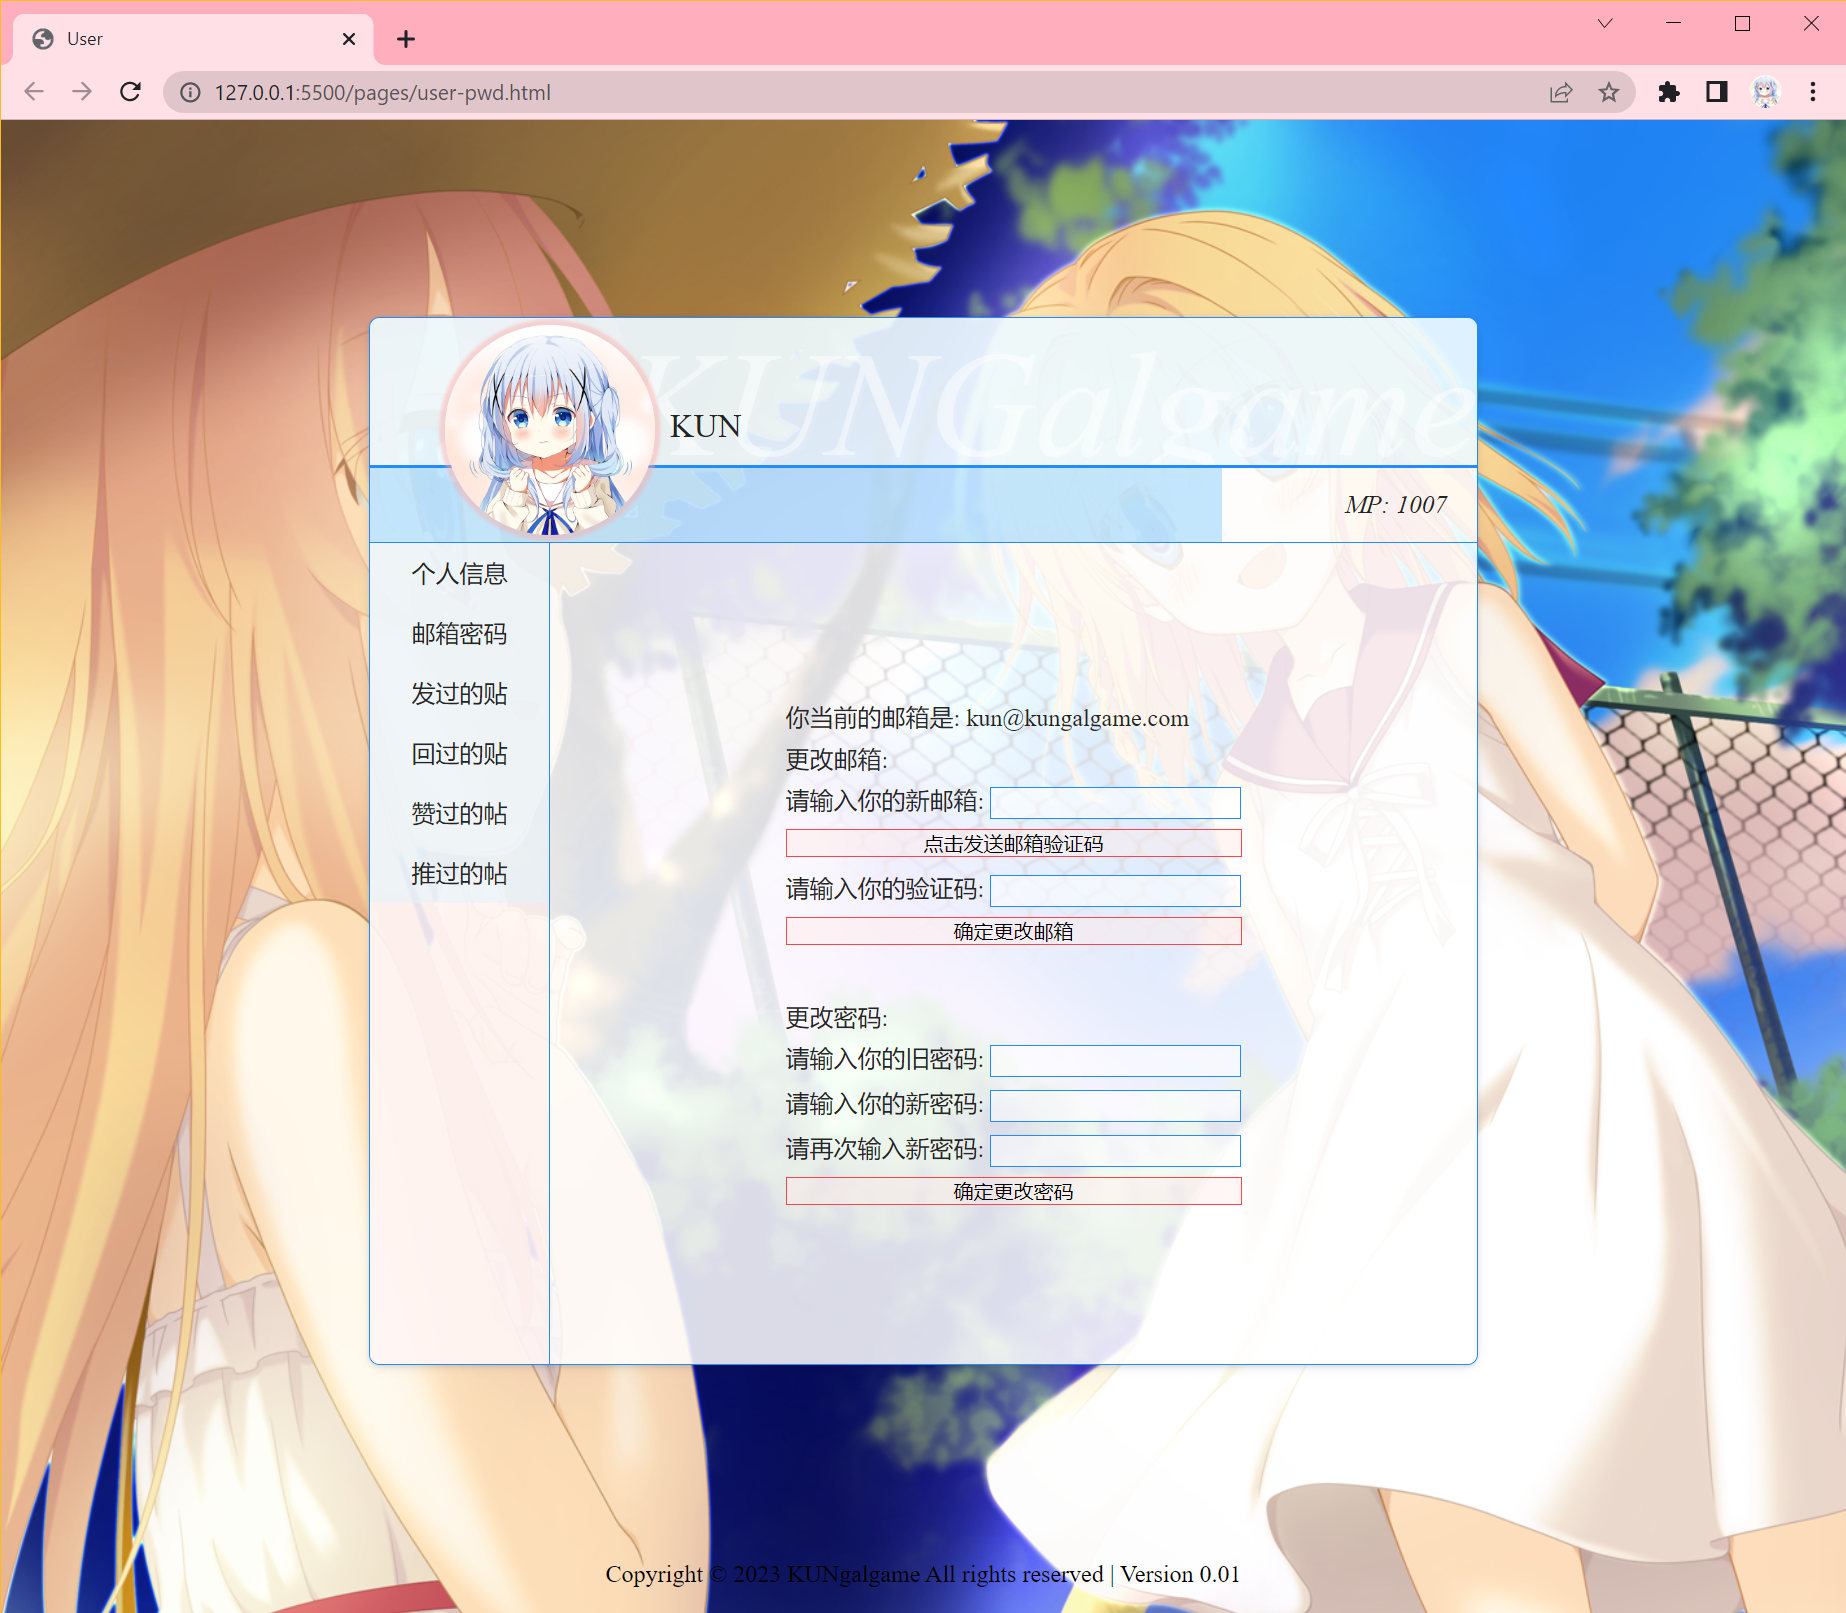 User
127.0.0.1:5500/pages/user-pwd.html
KUNGalgame
KUN
MP: 1007
个人信息
邮箱密码
发过的贴
回过的贴
赞过的帖
推过的帖
你当前的邮箱是: kun@kungalgame.com
更改邮箱:
请输入你的新邮箱:
点击发送邮箱验证码
请输入你的验证码:
确定更改邮箱
更改密码:
请输入你的旧密码:
请输入你的新密码:
请再次输入新密码:
确定更改密码
Copyright © 2023 KUNgalgame All rights reserved | Version 0.01